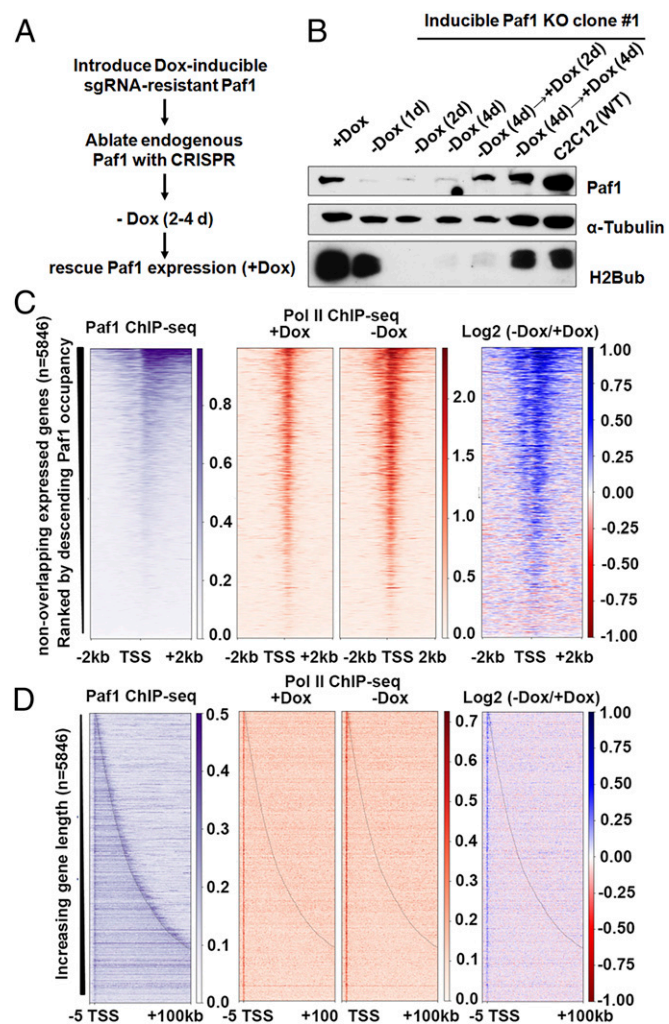 A
Introduce Dox-inducible
sgRNA-resistant Paf1
Ablate endogenous
Paf1 with CRISPR
- Dox (2-4 d)
rescue Paf1 expression (+Dox)
B
Inducible Paf1 KO clone #1
+Dox
-Dox (1d)
-Dox (2d)
-Dox (4d)
-Dox (4d)→+Dox (2d)
-Dox (4d)→+Dox (4d)
C2C12 (WT)
Paf1
α-Tubulin
H2Bub
C
non-overlapping expressed genes (n=5846)
Ranked by descending Paf1 occupancy
Paf1 ChIP-seq
0.8
0.6
0.4
0.2
0.0
-2kb TSS +2kb
Pol II ChIP-seq
+Dox -Dox
2.0
1.0
0.5
0.0
-2kb TSS +2kb
-2kb TSS 2kb
Log2 (-Dox/+Dox)
1.00
0.75
0.50
0.25
0.00
-0.25
-0.50
-0.75
-1.00
-2kb TSS +2kb
D
Increasing gene length (n=5846)
Paf1 ChIP-seq
0.5
0.4
0.3
0.2
0.1
0.0
-5 TSS +100kb
Pol II ChIP-seq
+Dox -Dox
0.7
0.6
0.5
0.4
0.3
0.2
0.1
0.0
-5 TSS +100
-5 TSS +100kb
Log2 (-Dox/+Dox)
1.00
0.75
0.50
0.25
0.00
-0.25
-0.50
-0.75
-1.00
-5 TSS +100kb